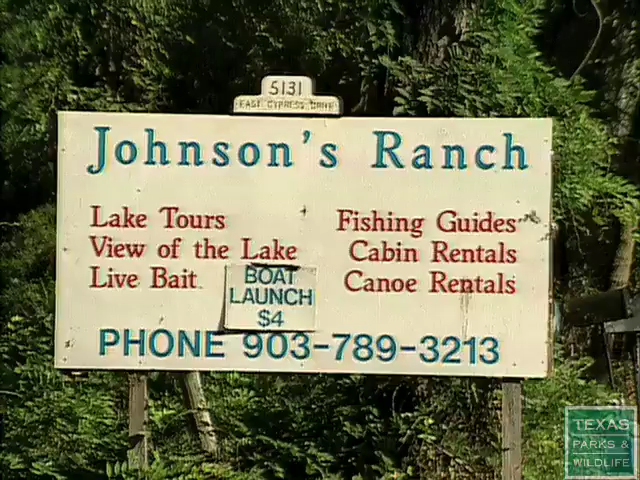 5131
EAST CYPRESS DRIVE
Johnson's Ranch
Lake Tours
View of the Lake
Live Bait
Fishing Guides
Cabin Rentals
Canoe Rentals
BOAT
LAUNCH
$4
PHONE 903-789-3213
TEXAS
PARKS &
WILDLIFE